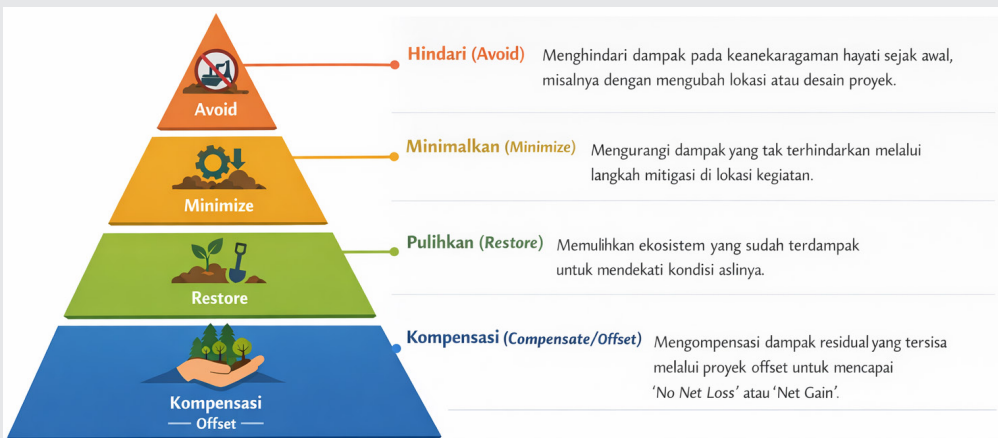 Avoid
Hindari (Avoid)
Menghindari dampak pada keanekaragaman hayati sejak awal,
misalnya dengan mengubah lokasi atau desain proyek.
Minimize
Minimalkan (Minimize)
Mengurangi dampak yang tak terhindarkan melalui
langkah mitigasi di lokasi kegiatan.
Restore
Pulihkan (Restore)
Memulihkan ekosistem yang sudah terdampak
untuk mendekati kondisi aslinya.
Kompensasi
Offset
Kompensasi (Compensate/Offset)
Mengompensasi dampak residual yang tersisa
melalui proyek offset untuk mencapai
‘No Net Loss’ atau ‘Net Gain’.